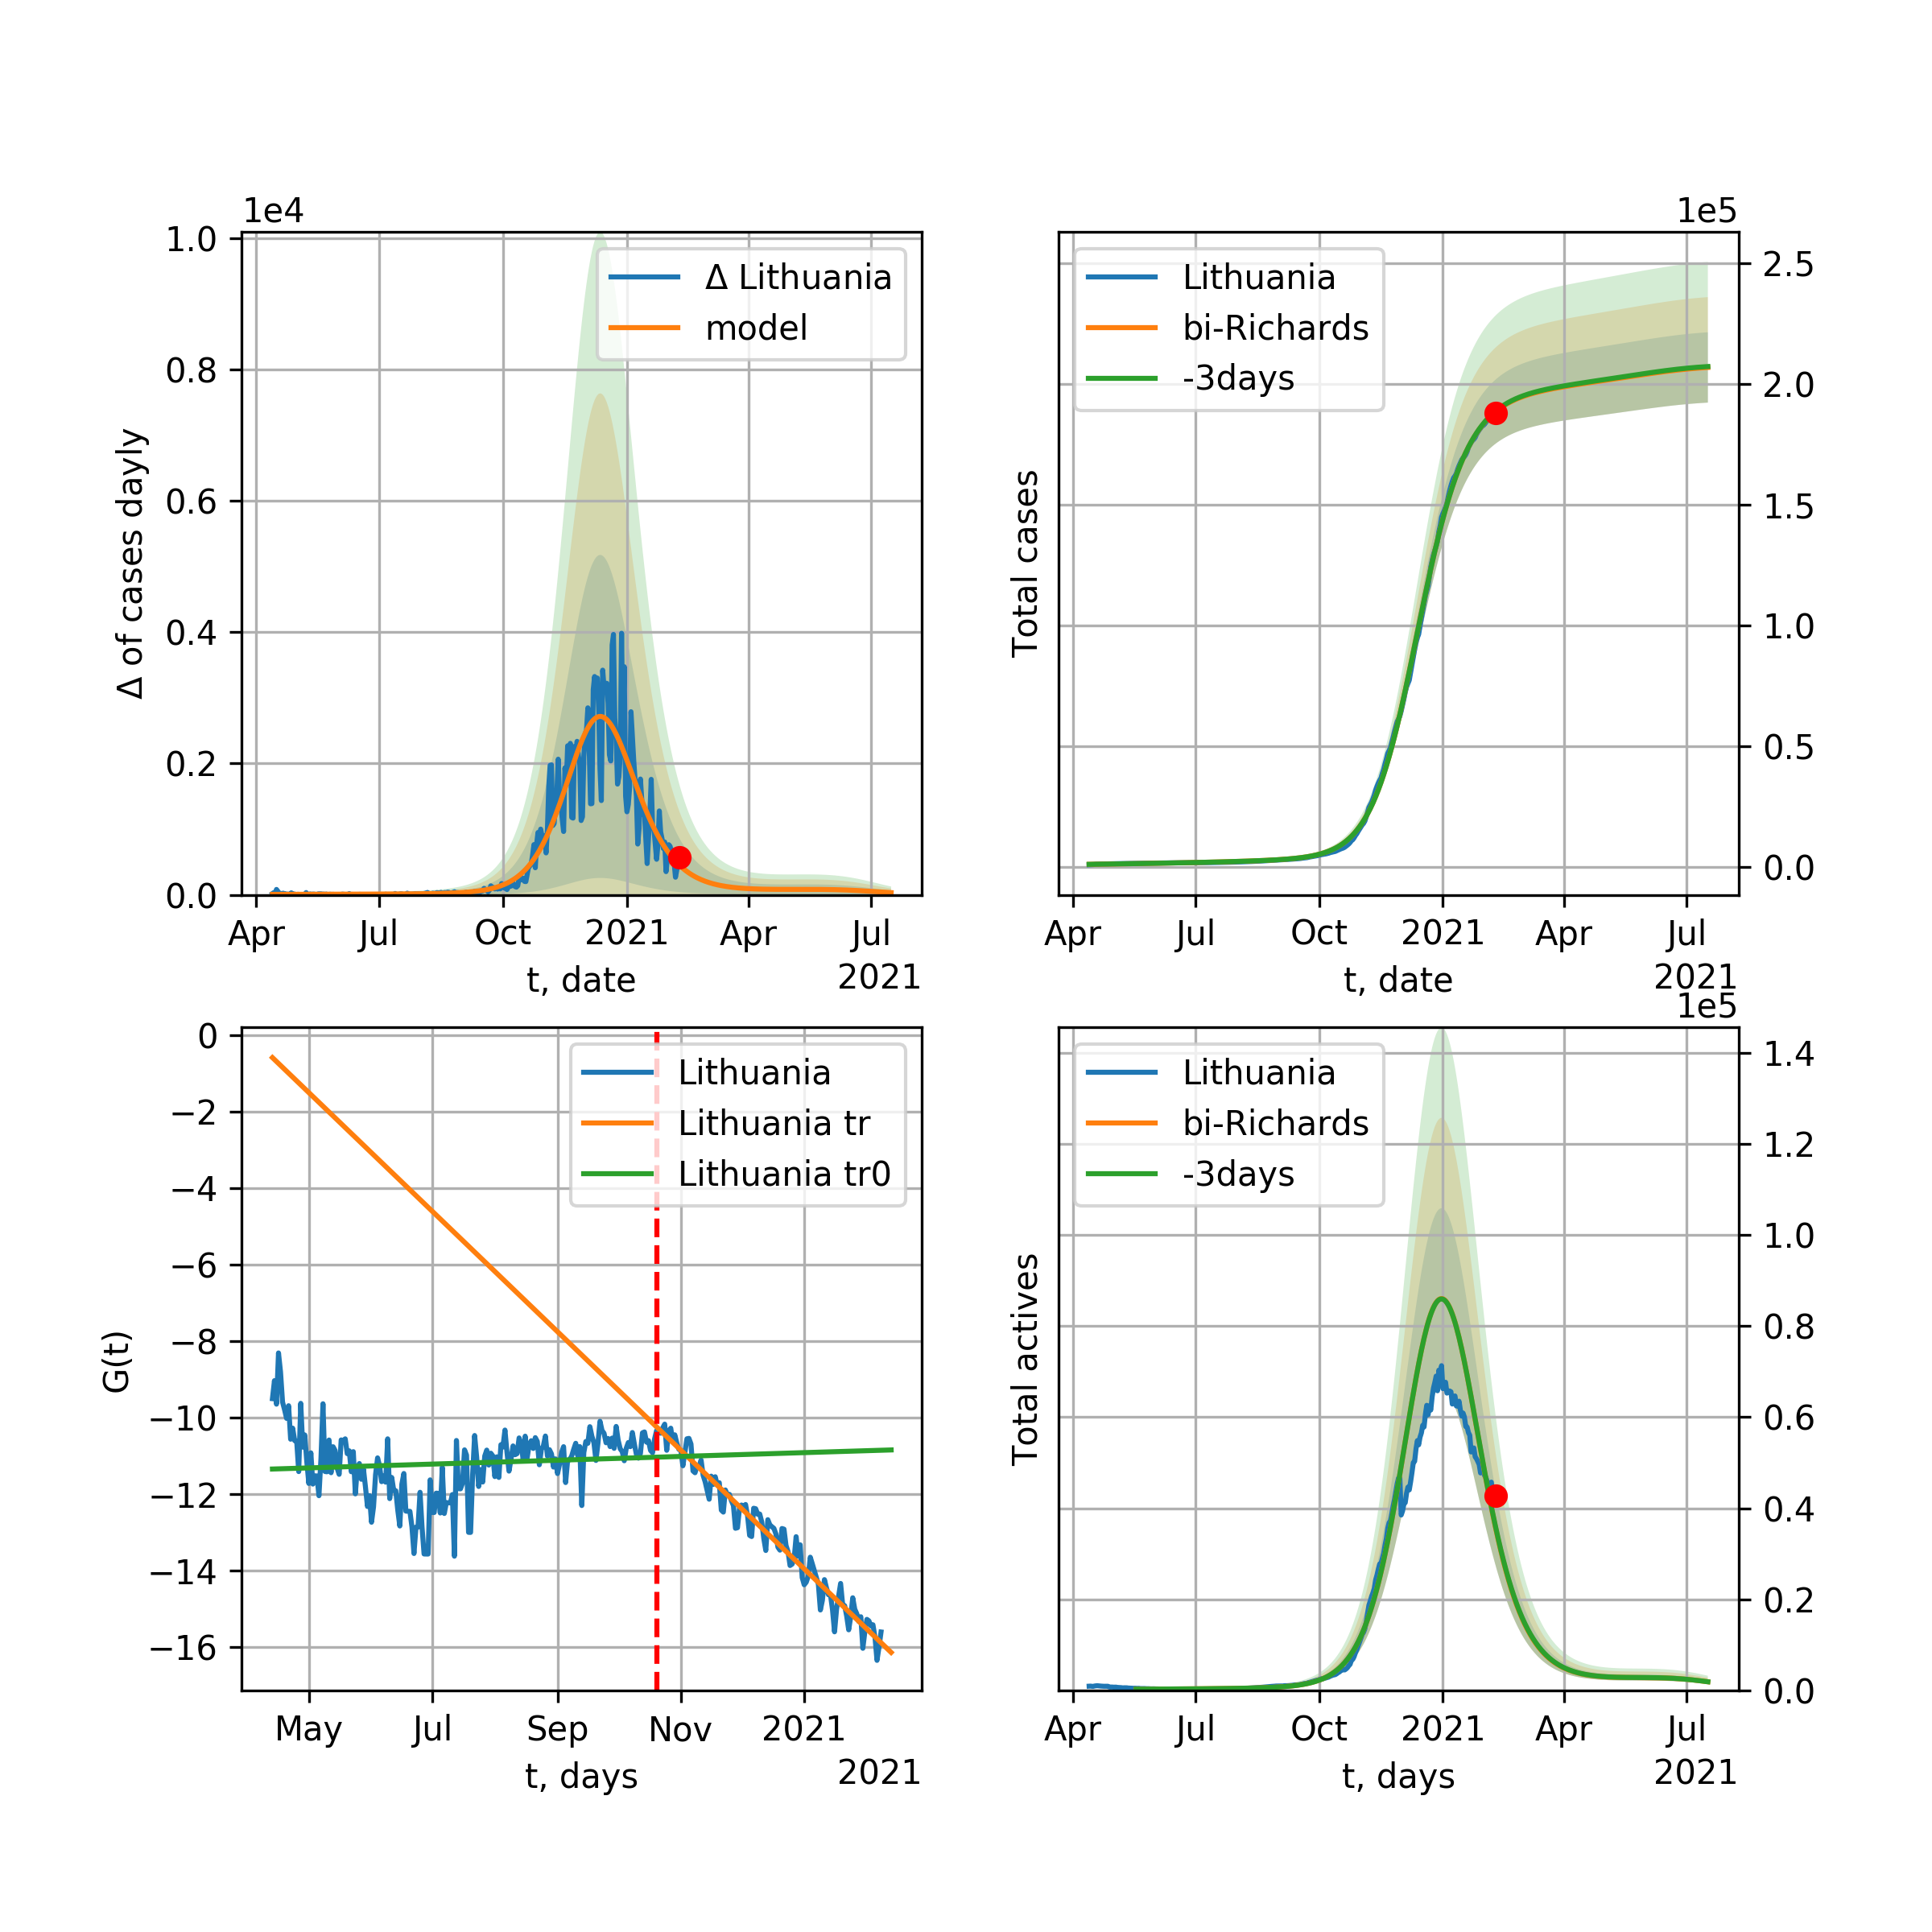 1e4
1.0
0.8
0.6
0.4
0.2
0.0
Δ of cases dayly
Δ Lithuania
model
Apr Jul Oct 2021 Apr Jul
t, date
2021
1e5
Lithuania
bi-Richards
-3days
2.5
2.0
1.5
1.0
0.5
0.0
Total cases
Apr Jul Oct 2021 Apr Jul
t, date
2021
0
−2
−4
−6
−8
−10
−12
−14
−16
G(t)
Lithuania
Lithuania tr
Lithuania tr0
May Jul Sep Nov 2021
t, days
2021
1e5
Lithuania
bi-Richards
-3days
1.4
1.2
1.0
0.8
0.6
0.4
0.2
0.0
Total actives
Apr Jul Oct 2021 Apr Jul
t, days
2021